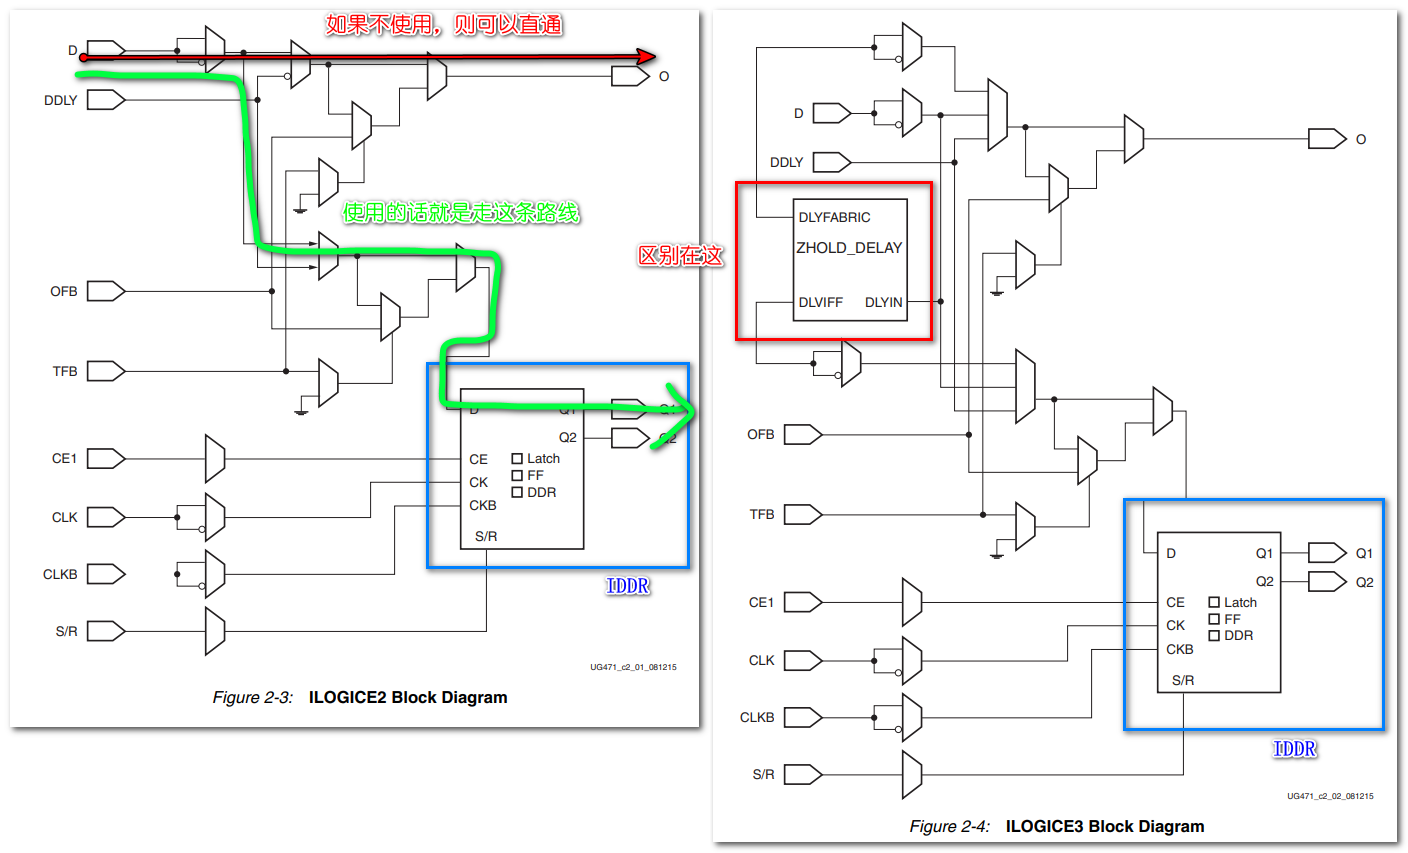 如果不使用，则可以直通
D
O
DDLY
使用的话就是走这条路线
OFB
TFB
D
Q1
Q1
Q2
Q2
CE1
CE
Latch
FF
CK
DDR
CLK
CKB
S/R
CLKB
IDDR
S/R
UG471_c2_01_081215
Figure 2-3: ILOGICE2 Block Diagram
D
O
DDLY
DLYFABRIC
ZHOLD_DELAY
区别在这
DLVIFF
DLYIN
OFB
TFB
D
Q1
Q1
Q2
Q2
CE1
CE
Latch
FF
CK
DDR
CLK
CKB
S/R
CLKB
IDDR
S/R
UG471_c2_02_081215
Figure 2-4: ILOGICE3 Block Diagram